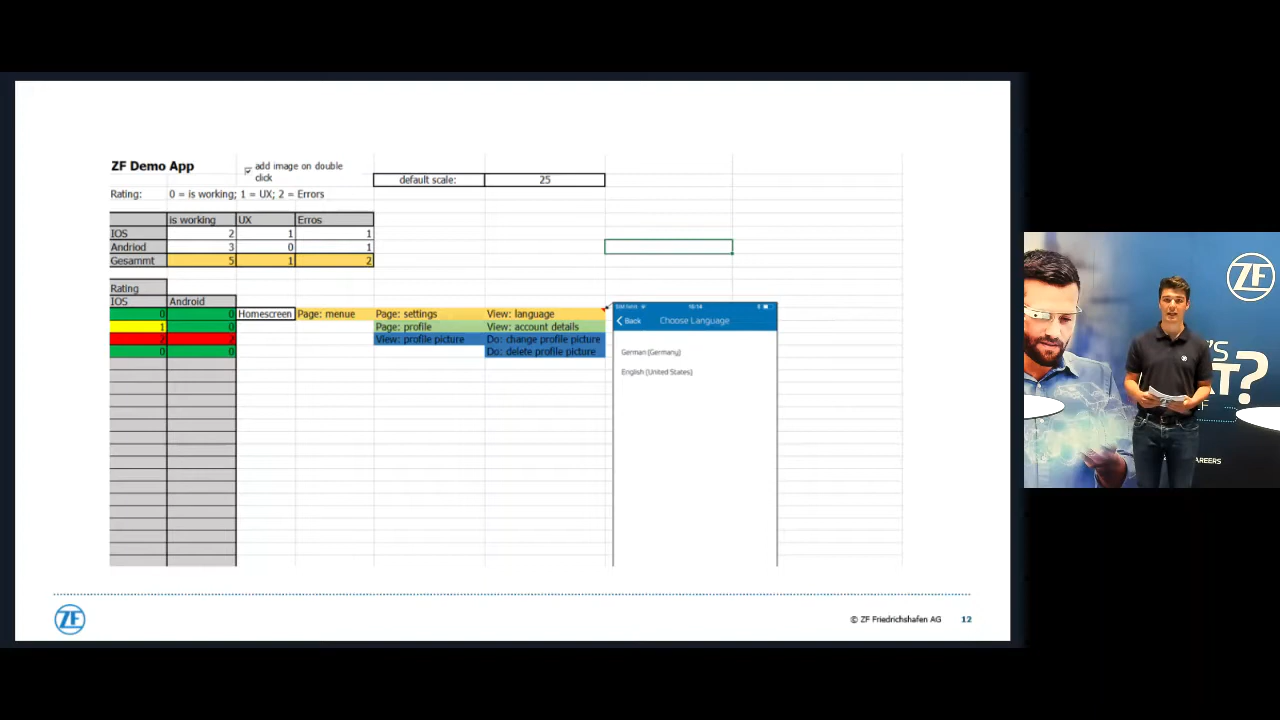 ZF Demo App
add image on double
click
default scale: 25
Rating: 0 = is working; 1 = UX; 2 = Errors
is working UX Erros
IOS 2 1 1
Andriod 3 0 1
Gesammt 5 1 2
Rating
IOS Android
0 0 Homescreen Page: menue Page: settings View: language
1 0 Page: profile View: account details
2 2 View: profile picture Do: change profile picture
0 0 Do: delete profile picture
10:14
Back Choose Language
German (Germany)
English (United States)
ZF
© ZF Friedrichshafen AG 12
ZF
?